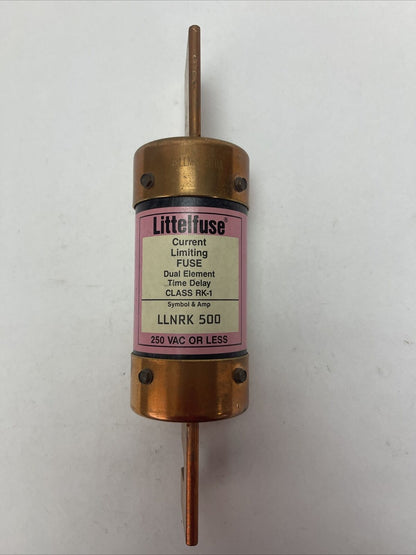 Littelfuse®
Current
Limiting
FUSE
Dual Element
Time Delay
CLASS RK-1
Symbol & Amp
LLNRK 500
250 VAC OR LESS